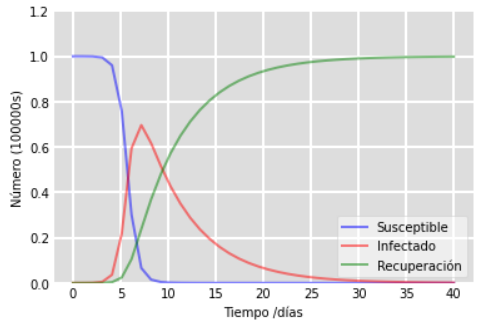 1.2
1.0
0.8
0.6
0.4
0.2
0.0
Número (100000s)
Susceptible
Infectado
Recuperación
0 5 10 15 20 25 30 35 40
Tiempo /días